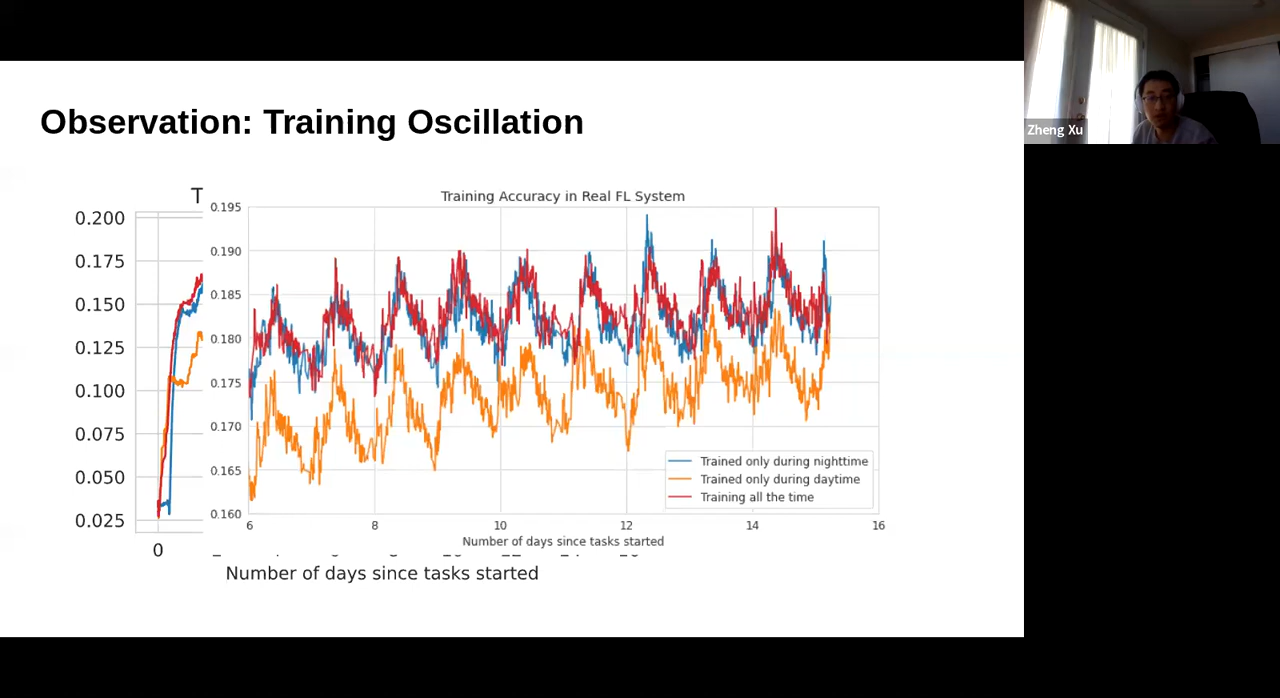 Observation: Training Oscillation
Zheng Xu
T
0.200
0.175
0.150
0.125
0.100
0.075
0.050
0.025
0
Number of days since tasks started
Training Accuracy in Real FL System
0.195
0.190
0.185
0.180
0.175
0.170
0.165
0.160
6 8 10 12 14 16
Number of days since tasks started
Trained only during nighttime
Trained only during daytime
Training all the time